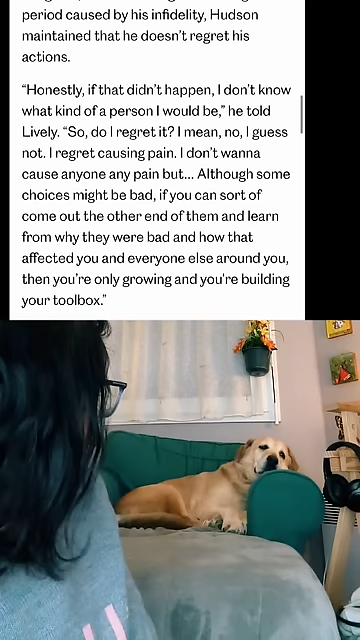 period caused by his infidelity, Hudson
maintained that he doesn’t regret his
actions.
“Honestly, if that didn’t happen, I don’t know
what kind of a person I would be,” he told
Lively. “So, do I regret it? I mean, no, I guess
not. I regret causing pain. I don’t wanna
cause anyone any pain but... Although some
choices might be bad, if you can sort of
come out the other end of them and learn
from why they were bad and how that
affected you and everyone else around you,
then you’re only growing and you’re building
your toolbox.”